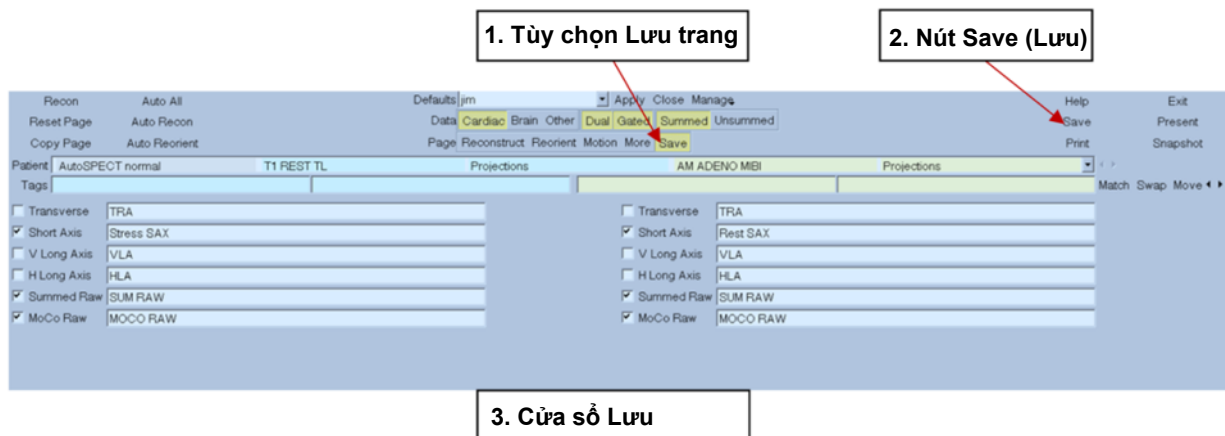 1. Tùy chọn Lưu trang
2. Nút Save (Lưu)
Recon Auto All Defaults jim Apply Close Manage Help Exit
Reset Page Auto Recon Data Cardiac Brain Other Dual Gated Summed Unsummed Save Present
Copy Page Auto Reorient Page Reconstruct Reorient Motion More Save Print Snapshot
Patient AutoSPECT normal T1 REST TL Projections AM ADENO MIBI Projections
Tags Match Swap Move
Transverse TRA Transverse TRA
Short Axis Stress SAX Short Axis Rest SAX
V Long Axis VLA V Long Axis VLA
H Long Axis HLA H Long Axis HLA
Summed Raw SUM RAW Summed Raw SUM RAW
MoCo Raw MOCO RAW MoCo Raw MOCO RAW
3. Cửa sổ Lưu